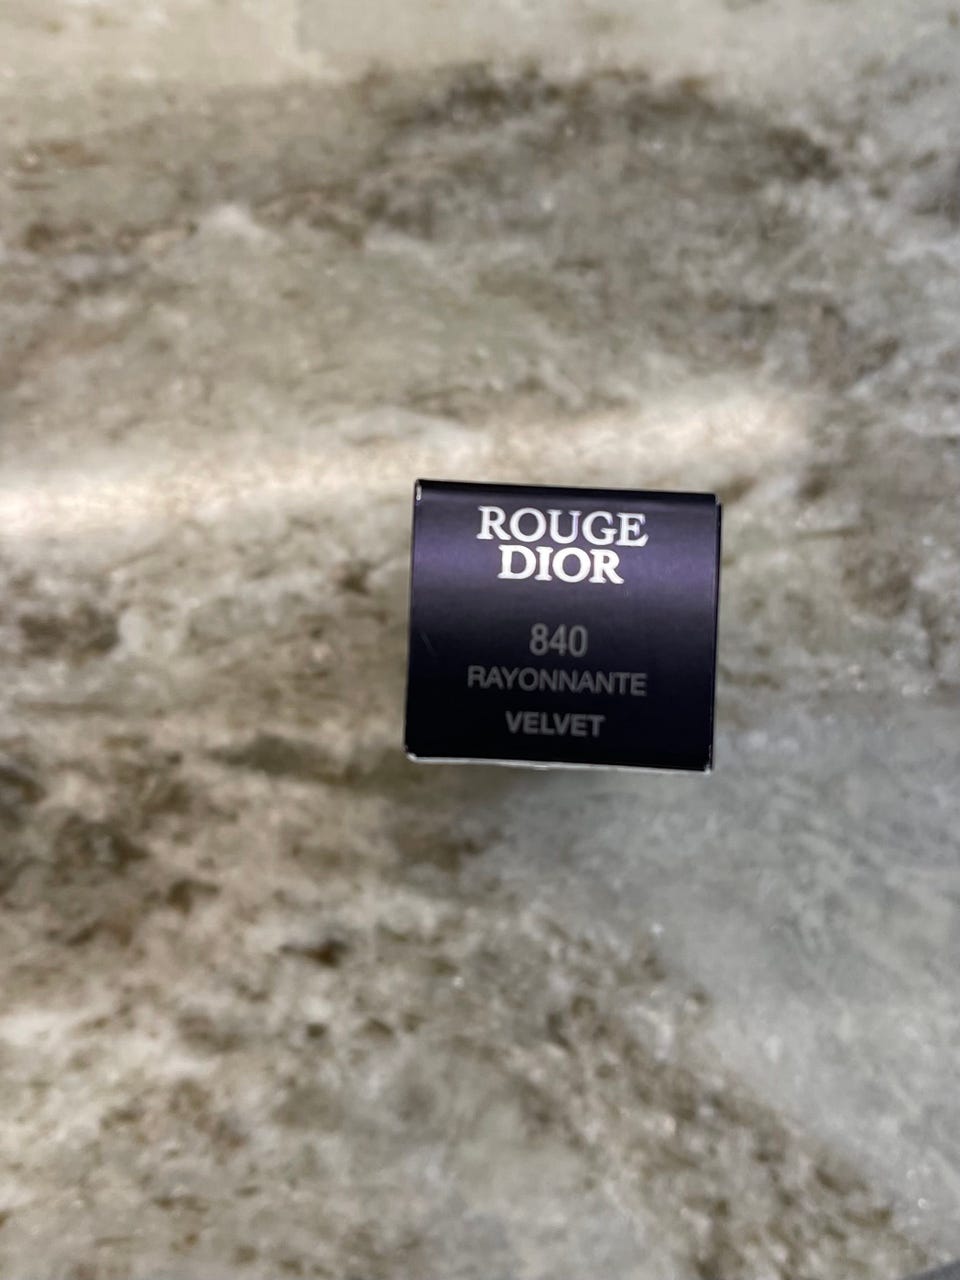 ROUGE
DIOR
840
RAYONNANTE
VELVET